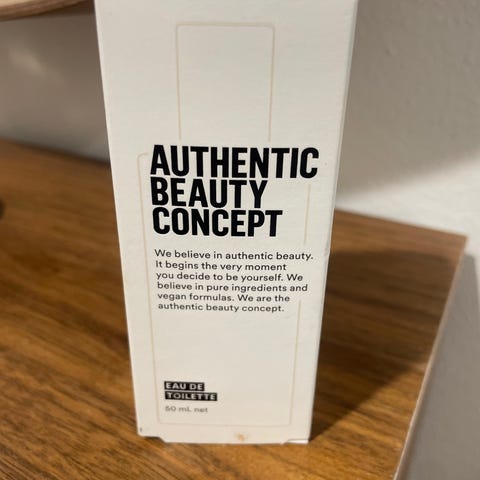 AUTHENTIC
BEAUTY
CONCEPT
We believe in authentic beauty.
It begins the very moment
you decide to be yourself. We
believe in pure ingredients and
vegan formulas. We are the
authentic beauty concept.
EAU DE
TOILETTE
50 mL net